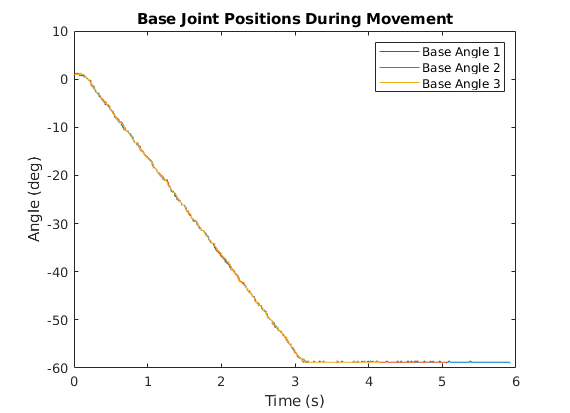 Base Joint Positions During Movement
10
0
-10
-20
-30
-40
-50
-60
Angle (deg)
0 1 2 3 4 5 6
Time (s)
Base Angle 1
Base Angle 2
Base Angle 3